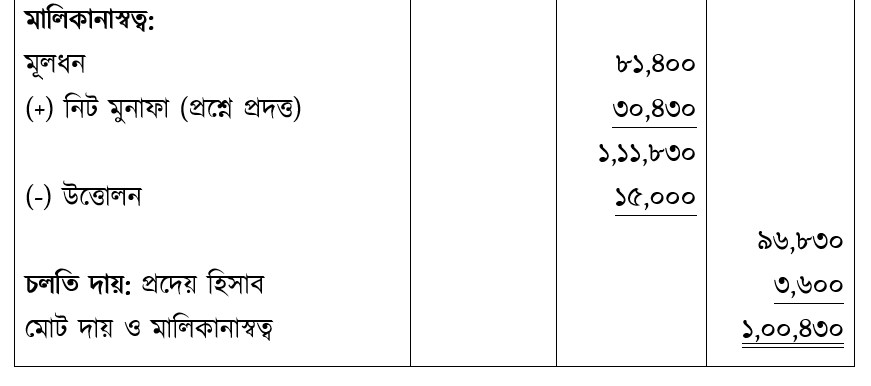 মালিকানাস্বত্ব:
মূলধন ৮১,৪০০
(+) নিট মুনাফা (প্রশ্নে প্রদত্ত) ৩০,৪৩০
১,১১,৮৩০
(-) উত্তোলন ১৫,০০০
৯৬,৮৩০
চলতি দায়: প্রদেয় হিসাব ৩,৬০০
মোট দায় ও মালিকানাস্বত্ব ১,০০,৪৩০